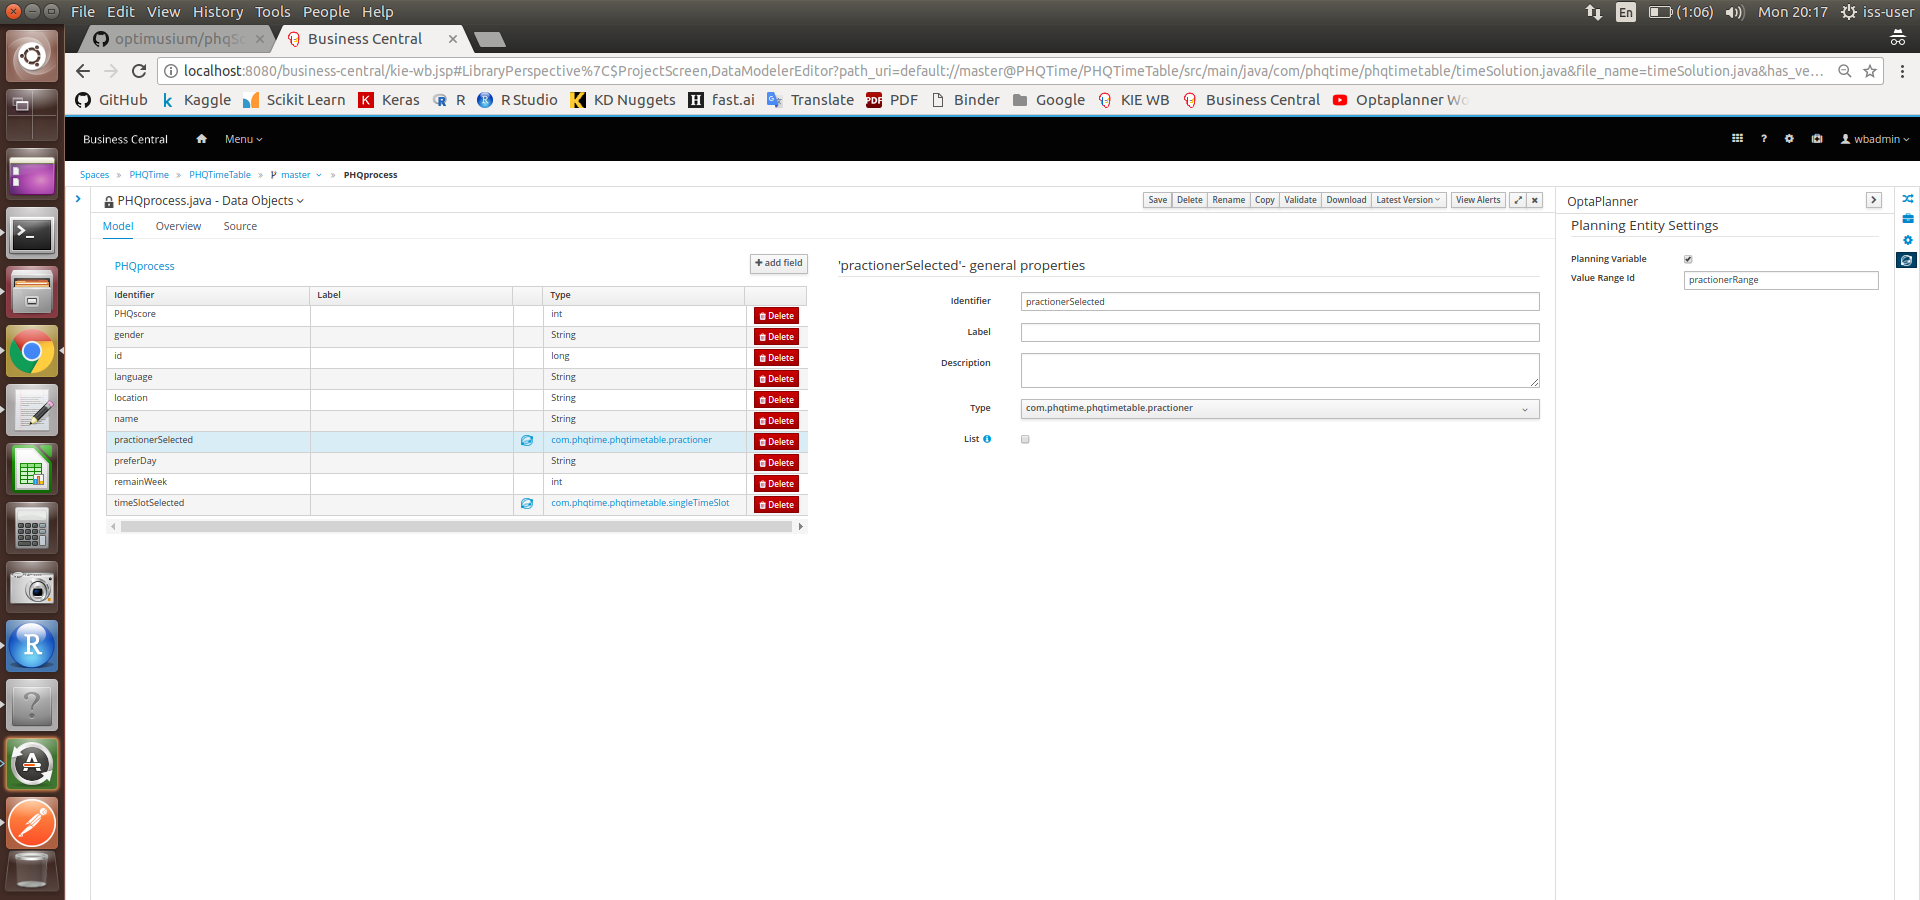 File Edit View History Tools People Help
En (1:06) Mon 20:17 iss-user
optimusium/phqS
Business Central
localhost:8080/business-central/kie-wb.jsp#LibraryPerspective%7C$ProjectScreen,DataModelerEditor?path_uri=default://master@PHQTime/PHQTimeTable/src/main/java/com/phqtime/phqtimetable/timeSolution.java&file_name=timeSolution.java&has_ve...
GitHub Kaggle Scikit Learn Keras R R Studio KD Nuggets fast.ai Translate PDF Binder Google KIE WB Business Central Optaplanner Wo
Business Central Menu ? wbadmin
Spaces » PHQTime » PHQTimeTable » master » PHQprocess
PHQprocess.java - Data Objects
Save Delete Rename Copy Validate Download Latest Version View Alerts
Model Overview Source
PHQprocess
+ add field
Identifier Label Type
PHQscore int Delete
gender String Delete
id long Delete
language String Delete
location String Delete
name String Delete
practionerSelected com.phqtime.phqtimetable.practioner Delete
preferDay String Delete
remainWeek int Delete
timeSlotSelected com.phqtime.phqtimetable.singleTimeSlot Delete
'practionerSelected'- general properties
Identifier practionerSelected
Label
Description
Type com.phqtime.phqtimetable.practioner
List
OptaPlanner
Planning Entity Settings
Planning Variable
Value Range Id practionerRange